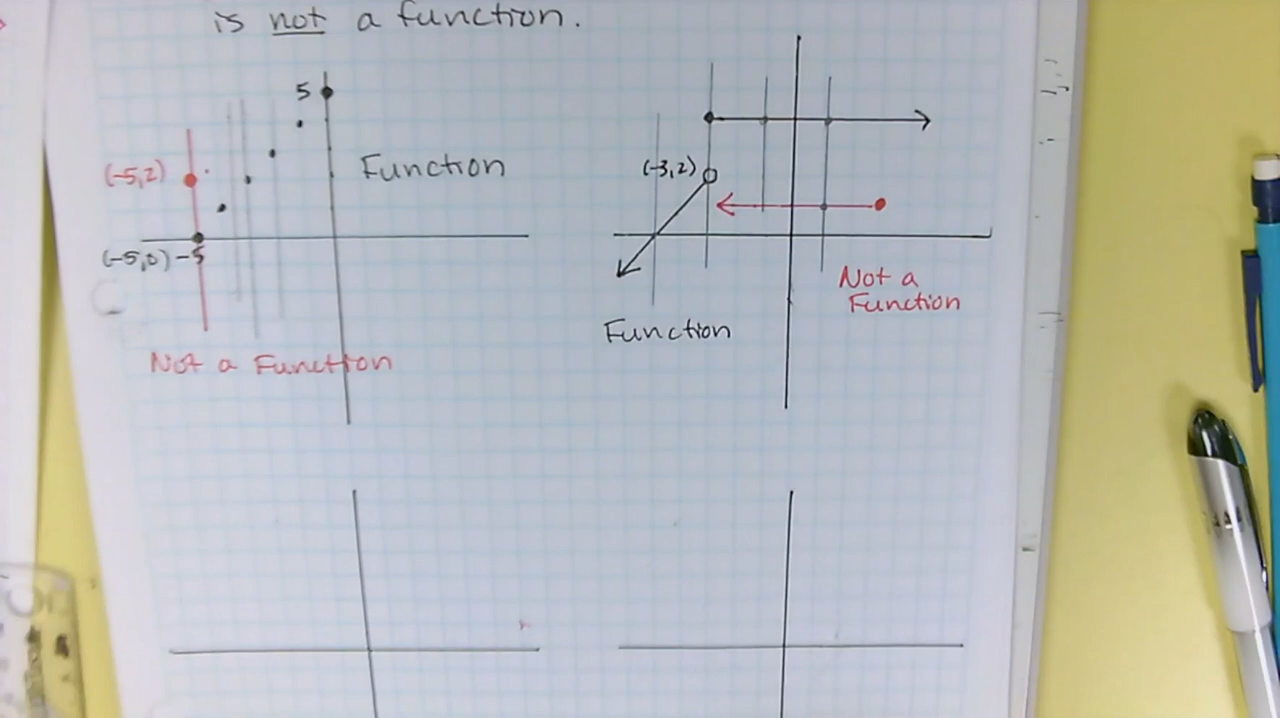 is not a function.
5
(-5,2)
Function
(-5,0) -5
Not a Function
(-3,2)
Not a
Function
Function